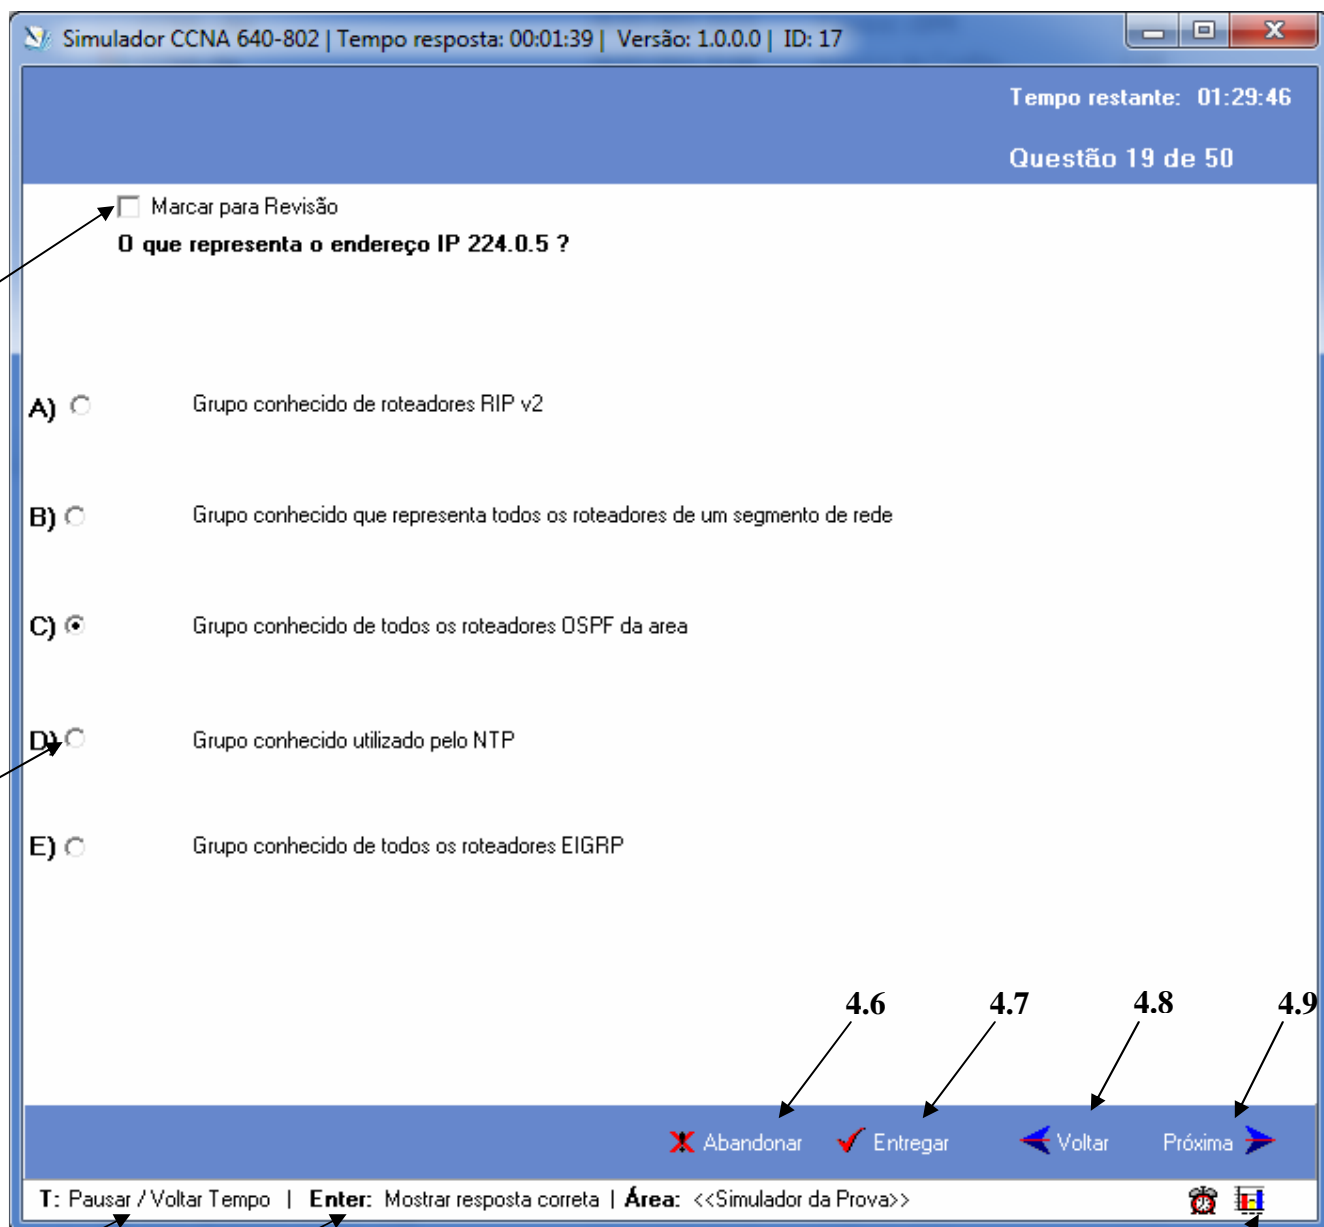 Simulador CCNA 640-802 | Tempo resposta: 00:01:39 | Versão: 1.0.0.0 | ID: 17
Tempo restante: 01:29:46
Questão 19 de 50
Marcar para Revisão
O que representa o endereço IP 224.0.5 ?
A) Grupo conhecido de roteadores RIP v2
B) Grupo conhecido que representa todos os roteadores de um segmento de rede
C) Grupo conhecido de todos os roteadores OSPF da area
D) Grupo conhecido utilizado pelo NTP
E) Grupo conhecido de todos os roteadores EIGRP
4.6 4.7 4.8 4.9
Abandonar Entregar Voltar Próxima
T: Pausar / Voltar Tempo | Enter: Mostrar resposta correta | Área: <<Simulador da Prova>>